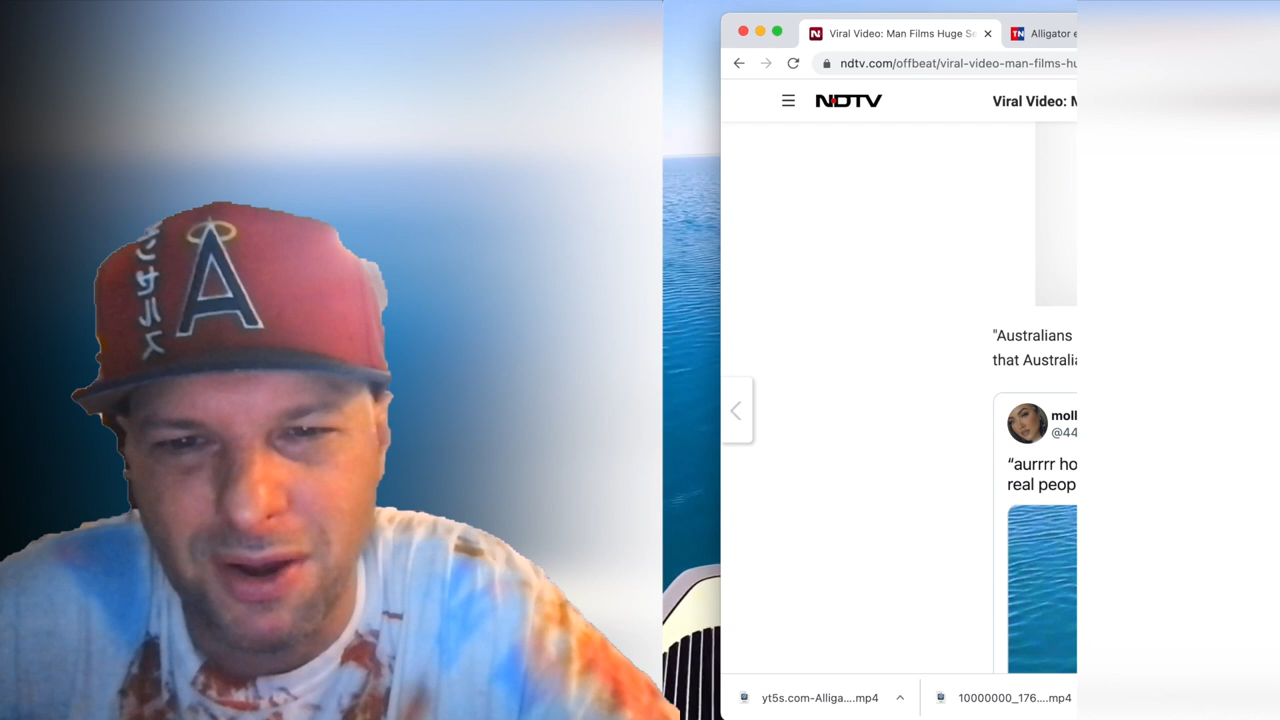 A
Viral Video: Man Films Huge Se
Alligator e
ndtv.com/offbeat/viral-video-man-films-hu
NDTV
Viral Video: M
"Australians
that Australia
moll
@44
“aurrrr ho
real peop
yt5s.com-Alliga....mp4
10000000_176....mp4